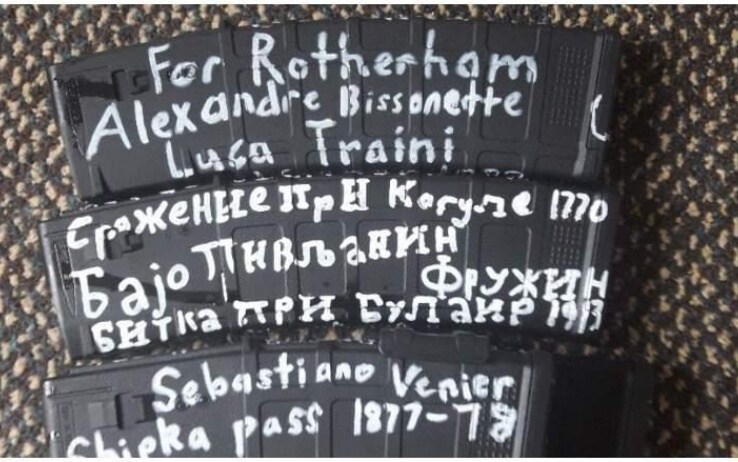 For Rotherham
Alexandre Bissonette
Luca Traini
Сражение при Кагуле 1770
Бајо Пивљанин
Фружин
Битка при Булаир 1913
Sebastiano Venier
Shipka pass 1877-78